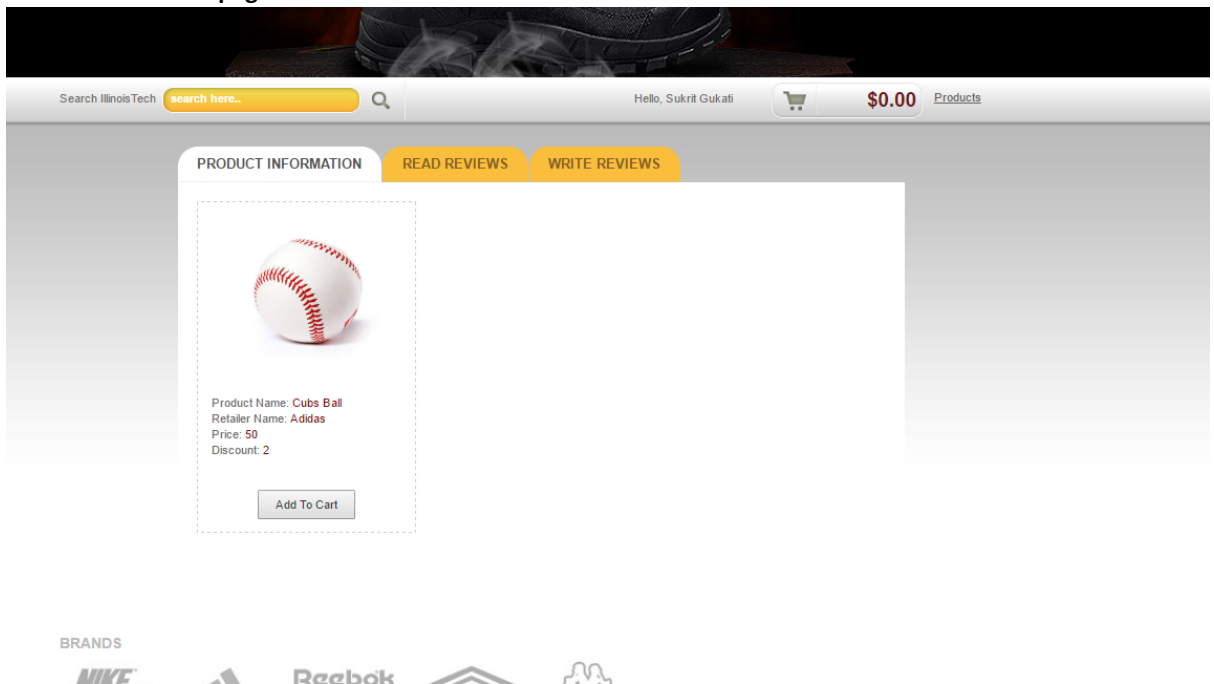 Search IllinoisTech search here.. Hello, Sukrit Gukati $0.00 Products
PRODUCT INFORMATION READ REVIEWS WRITE REVIEWS
Product Name: Cubs Ball
Retailer Name: Adidas
Price: 50
Discount: 2
Add To Cart
BRANDS
NIKE Reebok